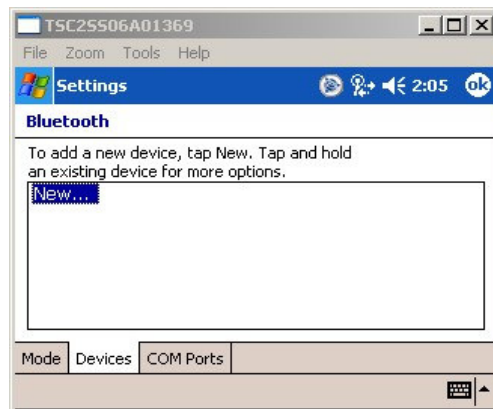 TSC2SS06A01369
File Zoom Tools Help
Settings 2:05 ok
Bluetooth
To add a new device, tap New. Tap and hold
an existing device for more options.
New...
Mode Devices COM Ports